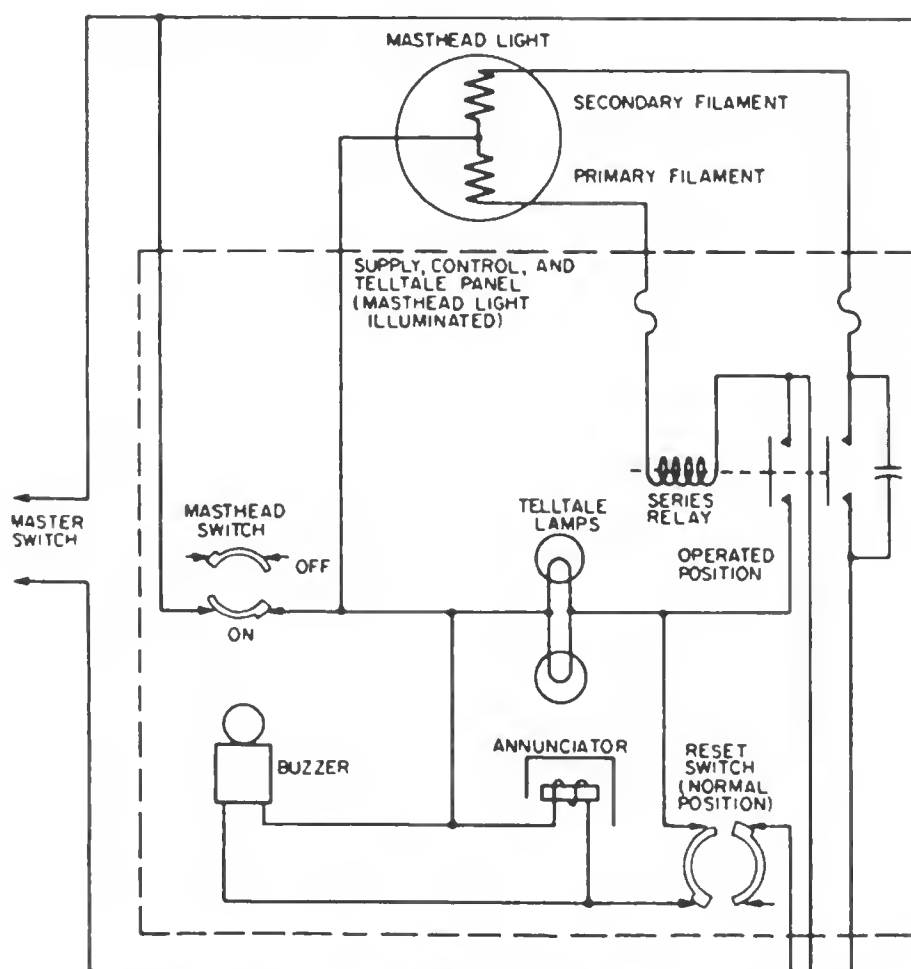 MASTHEAD LIGHT
SECONDARY FILAMENT
PRIMARY FILAMENT
SUPPLY, CONTROL, AND
TELLTALE PANEL
(MASTHEAD LIGHT
ILLUMINATED)
MASTER
SWITCH
MASTHEAD
SWITCH
OFF
ON
TELLTALE
LAMPS
SERIES
RELAY
OPERATED
POSITION
BUZZER
ANNUNCIATOR
RESET
SWITCH
(NORMAL
POSITION)